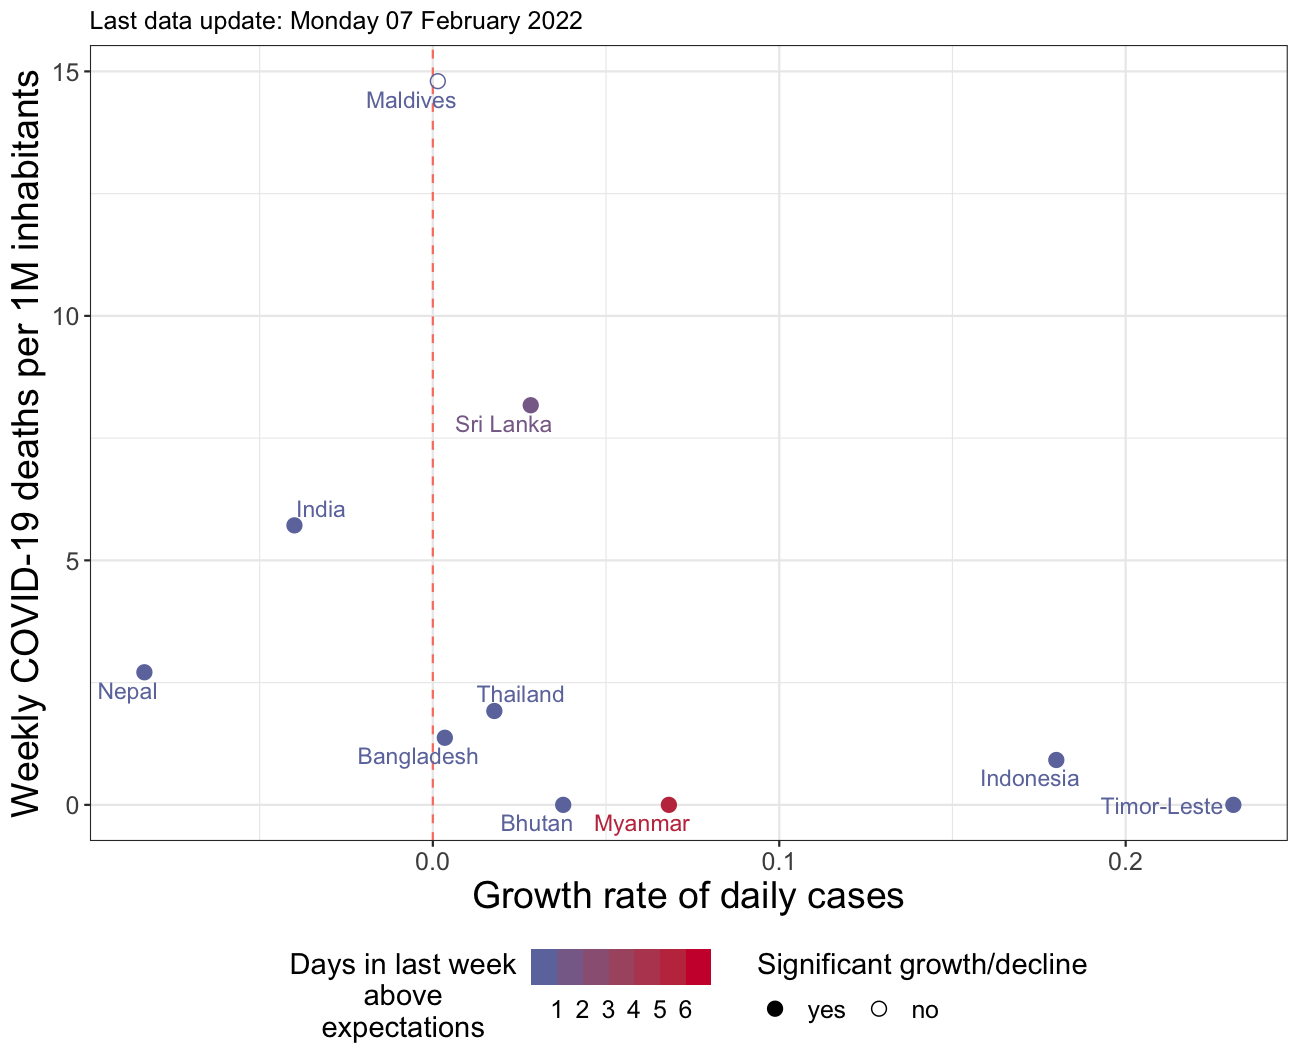 Last data update: Monday 07 February 2022
Weekly COVID-19 deaths per 1M inhabitants
15
10
5
0
Maldives
Sri Lanka
India
Nepal
Thailand
Bangladesh
Indonesia
Timor-Leste
Bhutan
Myanmar
0.0
0.1
0.2
Growth rate of daily cases
Days in last week
above
expectations
1 2 3 4 5 6
Significant growth/decline
yes
no